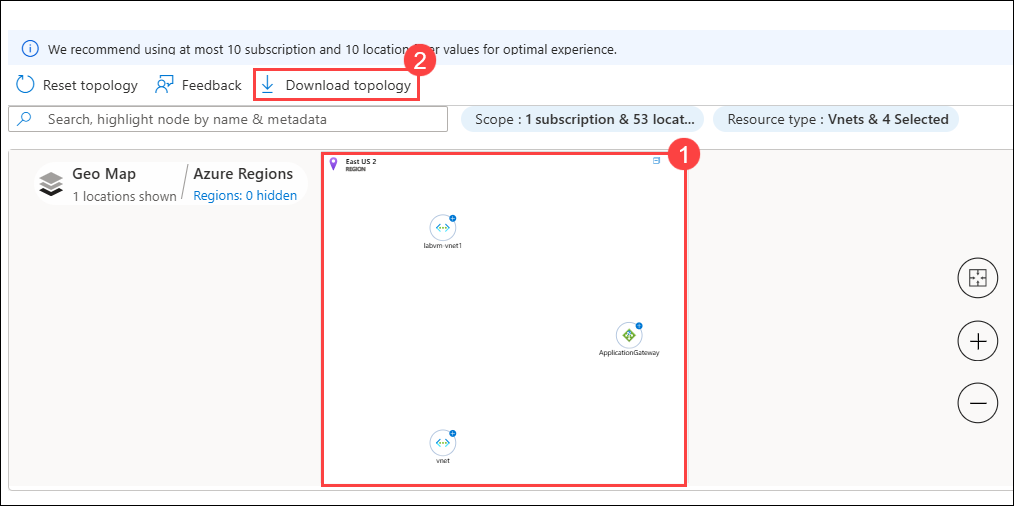 We recommend using at most 10 subscription and 10 location er values for optimal experience.
2
Reset topology Feedback Download topology
Search, highlight node by name & metadata Scope : 1 subscription & 53 locat... Resource type : Vnets & 4 Selected
1
East US 2
REGION
Geo Map Azure Regions
1 locations shown Regions: 0 hidden
labvm-vnet1
ApplicationGateway
vnet